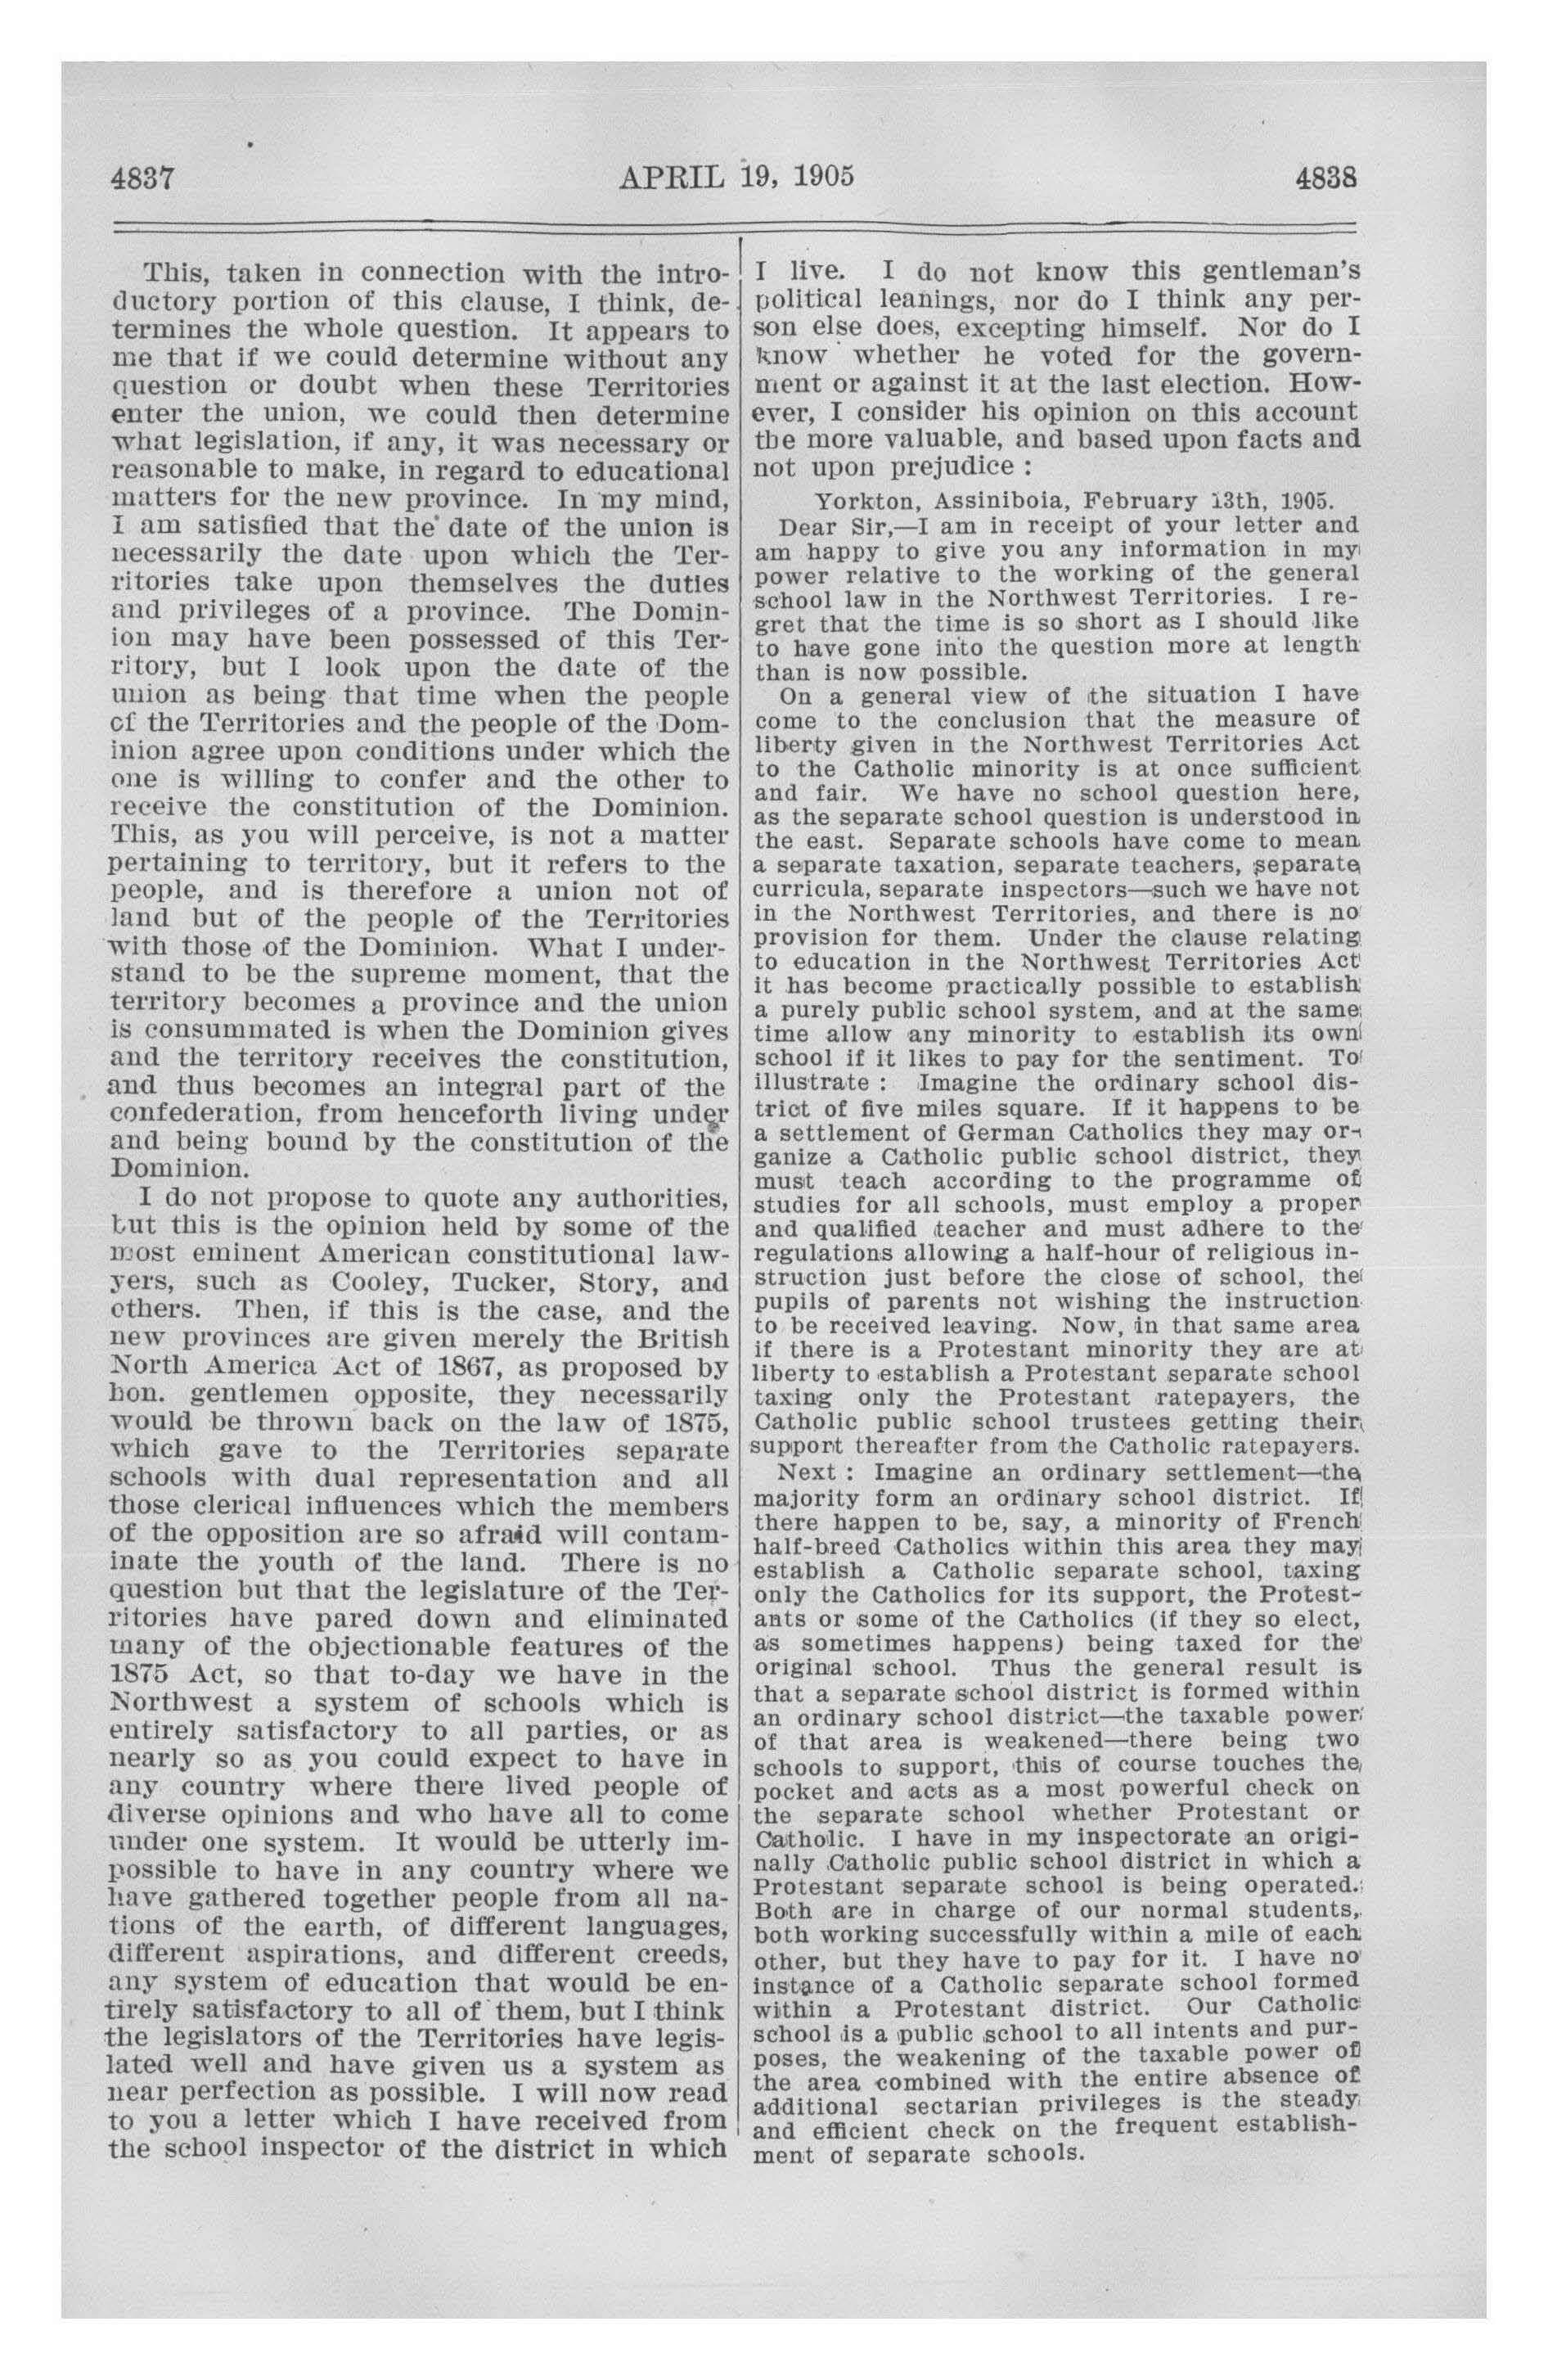 4837
APRIL 19, 1905
4838
This, taken in connection with the intro-
ductory portion of this clause, I think, de-
termines the whole question. It appears to
me that if we could determine without any
question or doubt when these Territories
enter the union, we could then determine
what legislation, if any, it was necessary or
reasonable to make, in regard to educational
matters for the new province. In my mind,
I am satisfied that the date of the union is
necessarily the date upon which the Ter-
ritories take upon themselves the duties
and privileges of a province. The Domin-
ion may have been possessed of this Ter-
ritory, but I look upon the date of the
union as being that time when the people
of the Territories and the people of the Dom-
inion agree upon conditions under which the
one is willing to confer and the other to
receive the constitution of the Dominion.
This, as you will perceive, is not a matter
pertaining to territory, but it refers to the
people, and is therefore a union not of
land but of the people of the Territories
with those of the Dominion. What I under-
stand to be the supreme moment, that the
territory becomes a province and the union
is consummated is when the Dominion gives
and the territory receives the constitution,
and thus becomes an integral part of the
confederation, from henceforth living under
and being bound by the constitution of the
Dominion.
I do not propose to quote any authorities,
but this is the opinion held by some of the
most eminent American constitutional law-
yers, such as Cooley, Tucker, Story, and
others. Then, if this is the case, and the
new provinces are given merely the British
North America Act of 1867, as proposed by
hon. gentlemen opposite, they necessarily
would be thrown back on the law of 1875,
which gave to the Territories separate
schools with dual representation and all
those clerical influences which the members
of the opposition are so afraid will contam-
inate the youth of the land. There is no
question but that the legislature of the Ter-
ritories have pared down and eliminated
many of the objectionable features of the
1875 Act, so that to-day we have in the
Northwest a system of schools which is
entirely satisfactory to all parties, or as
nearly so as you could expect to have in
any country where there lived people of
diverse opinions and who have all to come
under one system. It would be utterly im-
possible to have in any country where we
have gathered together people from all na-
tions of the earth, of different languages,
different aspirations, and different creeds,
any system of education that would be en-
tirely satisfactory to all of them, but I think
the legislators of the Territories have legis-
lated well and have given us a system as
near perfection as possible. I will now read
to you a letter which I have received from
the school inspector of the district in which
I live. I do not know this gentleman's
political leanings, nor do I think any per-
son else does, excepting himself. Nor do I
know whether he voted for the govern-
ment or against it at the last election. How-
ever, I consider his opinion on this account
the more valuable, and based upon facts and
not upon prejudice :
Yorkton, Assiniboia, February 13th, 1905.
Dear Sir,—I am in receipt of your letter and
am happy to give you any information in my
power relative to the working of the general
school law in the Northwest Territories. I re-
gret that the time is so short as I should like
to have gone into the question more at length
than is now possible.
On a general view of the situation I have
come to the conclusion that the measure of
liberty given in the Northwest Territories Act
to the Catholic minority is at once sufficient
and fair. We have no school question here,
as the separate school question is understood in
the east. Separate schools have come to mean
a separate taxation, separate teachers, separate
curricula, separate inspectors—such we have not
in the Northwest Territories, and there is no
provision for them. Under the clause relating
to education in the Northwest Territories Act
it has become practically possible to establish
a purely public school system, and at the same
time allow any minority to establish its own
school if it likes to pay for the sentiment. To
illustrate : Imagine the ordinary school dis-
trict of five miles square. If it happens to be
a settlement of German Catholics they may or-
ganize a Catholic public school district, they
must teach according to the programme of
studies for all schools, must employ a proper
and qualified teacher and must adhere to the
regulations allowing a half-hour of religious in-
struction just before the close of school, the
pupils of parents not wishing the instruction
to be received leaving. Now, in that same area
if there is a Protestant minority they are at
liberty to establish a Protestant separate school
taxing only the Protestant ratepayers, the
Catholic public school trustees getting their
support thereafter from the Catholic ratepayers.
Next : Imagine an ordinary settlement—the
majority form an ordinary school district. If
there happen to be, say, a minority of French
half-breed Catholics within this area they may
establish a Catholic separate school, taxing
only the Catholics for its support, the Protest-
ants or some of the Catholics (if they so elect,
as sometimes happens) being taxed for the
original school. Thus the general result is
that a separate school district is formed within
an ordinary school district—the taxable power
of that area is weakened—there being two
schools to support, this of course touches the
pocket and acts as a most powerful check on
the separate school whether Protestant or
Catholic. I have in my inspectorate an origi-
nally Catholic public school district in which a
Protestant separate school is being operated.
Both are in charge of our normal students,
both working successfully within a mile of each
other, but they have to pay for it. I have no
instance of a Catholic separate school formed
within a Protestant district. Our Catholic
school is a public school to all intents and pur-
poses, the weakening of the taxable power of
the area combined with the entire absence of
additional sectarian privileges is the steady
and efficient check on the frequent establish-
ment of separate schools.